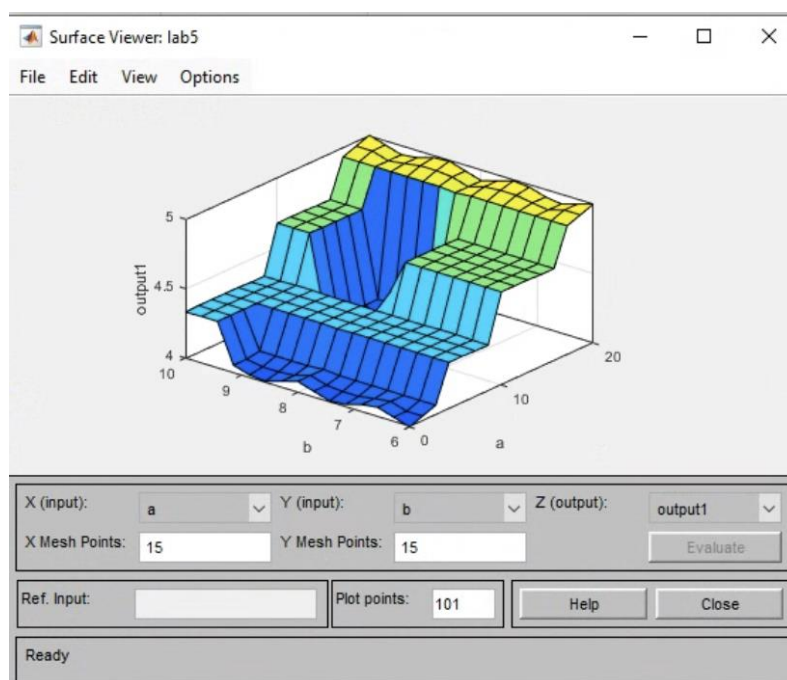 Surface Viewer: lab5
File Edit View Options
5
4.5
4
output1
10
9
8
7
6
b
0
10
20
a
X (input): a Y (input): b Z (output): output1
X Mesh Points: 15 Y Mesh Points: 15 Evaluate
Ref. Input: Plot points: 101 Help Close
Ready